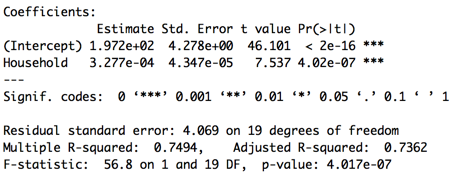 Coefficients:
Estimate Std. Error t value Pr(>|t|)
(Intercept) 1.972e+02 4.278e+00 46.101 < 2e-16 ***
Household 3.277e-04 4.347e-05 7.537 4.02e-07 ***
---
Signif. codes: 0 ‘***’ 0.001 ‘**’ 0.01 ‘*’ 0.05 ‘.’ 0.1 ‘ ’ 1
Residual standard error: 4.069 on 19 degrees of freedom
Multiple R-squared: 0.7494, Adjusted R-squared: 0.7362
F-statistic: 56.8 on 1 and 19 DF, p-value: 4.017e-07